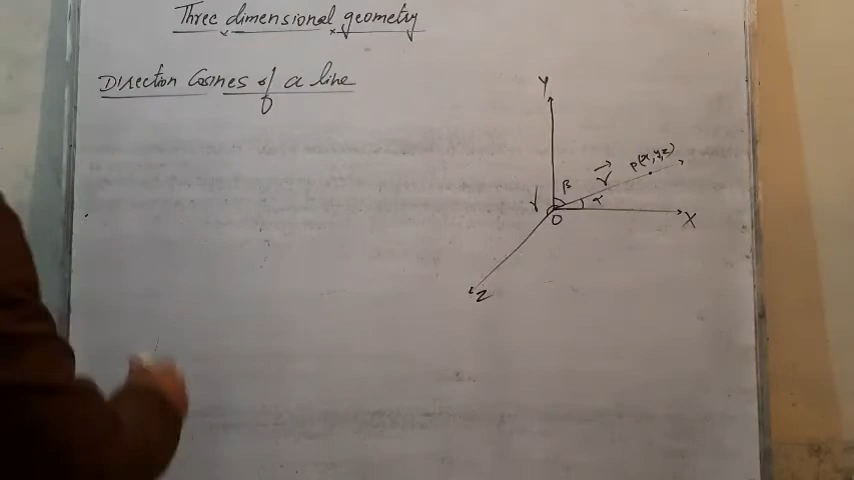 Three dimensional geometry
Direction Cosines of a line
Y
P(x,y,z)
β
r
γ
α
O
X
Z